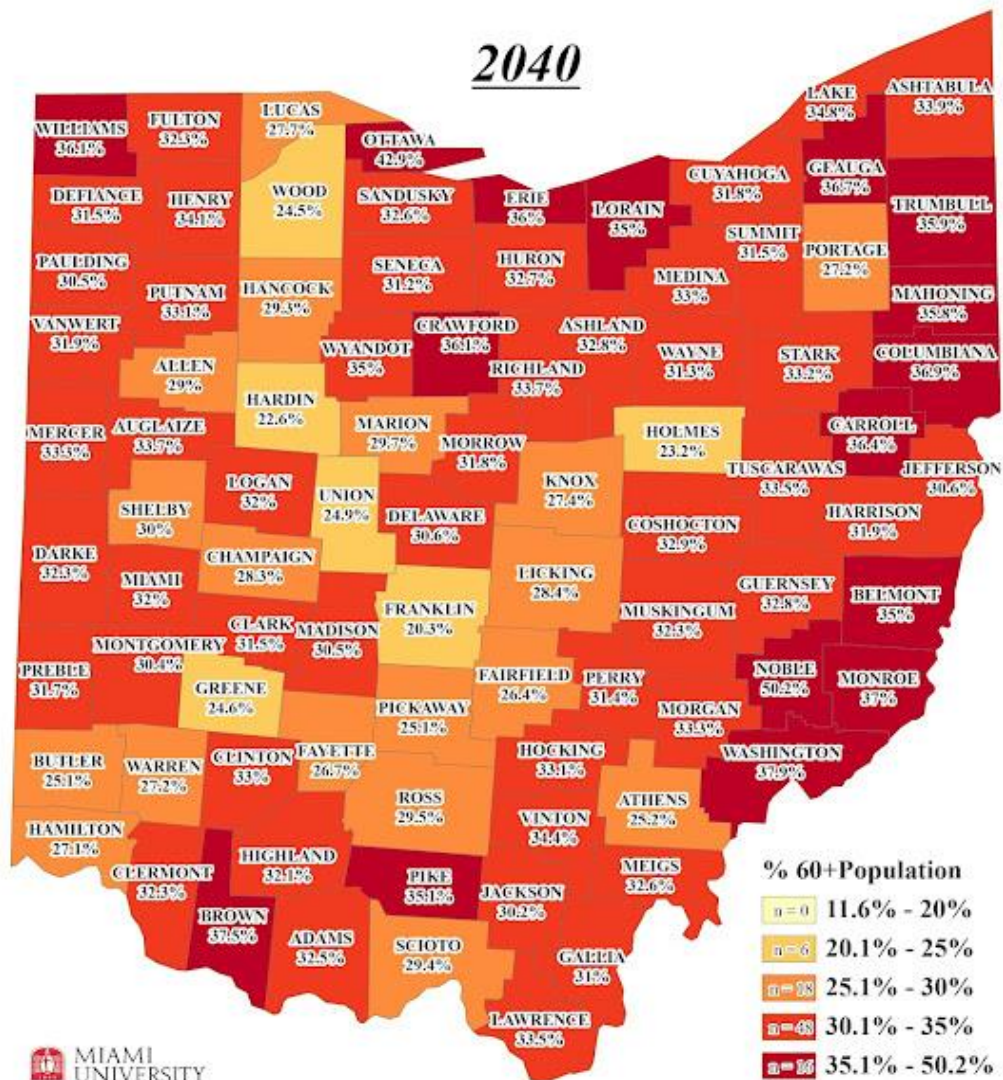 2040
LAKE
34.8%
ASHTABULA
33.9%
LUCAS
27.7%
FULTON
32.3%
WILLIAMS
36.1%
OTTAWA
42.9%
GEAUGA
36.7%
CUYAHOGA
31.8%
WOOD
24.5%
SANDUSKY
32.6%
ERIE
36%
LORAIN
35%
DEFIANCE
31.5%
HENRY
34.1%
TRUMBULL
35.9%
SUMMIT
31.5%
PORTAGE
27.2%
PAULDING
30.5%
SENECA
31.2%
HURON
32.7%
MEDINA
33%
PUTNAM
33.1%
HANCOCK
29.3%
MAHONING
35.8%
VANWERT
31.9%
CRAWFORD
36.1%
ASHLAND
32.8%
WYANDOT
35%
RICHLAND
33.7%
WAYNE
31.3%
STARK
33.2%
COLUMBIANA
36.9%
ALLEN
29%
HARDIN
22.6%
MARION
29.7%
MERCER
33.3%
AUGLAIZE
33.7%
MORROW
31.8%
HOLMES
23.2%
CARROLL
36.4%
TUSCARAWAS
33.5%
JEFFERSON
30.6%
LOGAN
32%
UNION
24.9%
KNOX
27.4%
SHELBY
30%
DELAWARE
30.6%
COSHOCTON
32.9%
HARRISON
31.9%
DARKE
32.3%
CHAMPAIGN
28.3%
MIAMI
32%
LICKING
28.4%
GUERNSEY
32.8%
BELMONT
35%
FRANKLIN
20.3%
MUSKINGUM
32.3%
CLARK
31.5%
MADISON
30.5%
MONTGOMERY
30.4%
PREBLE
31.7%
GREENE
24.6%
FAIRFIELD
26.4%
PERRY
31.4%
NOBLE
50.2%
MONROE
37%
PICKAWAY
25.1%
MORGAN
33.3%
BUTLER
25.1%
WARREN
27.2%
CLINTON
33%
FAYETTE
26.7%
HOCKING
33.1%
WASHINGTON
37.9%
ROSS
29.5%
ATHENS
25.2%
VINTON
34.4%
HAMILTON
27.1%
CLERMONT
32.3%
HIGHLAND
32.1%
PIKE
35.1%
JACKSON
30.2%
MEIGS
32.6%
BROWN
37.5%
ADAMS
32.5%
SCIOTO
29.4%
GALLIA
31%
LAWRENCE
33.5%
% 60+Population
n = 0 11.6% - 20%
n = 6 20.1% - 25%
n = 18 25.1% - 30%
n = 48 30.1% - 35%
n = 16 35.1% - 50.2%
MIAMI
UNIVERSITY